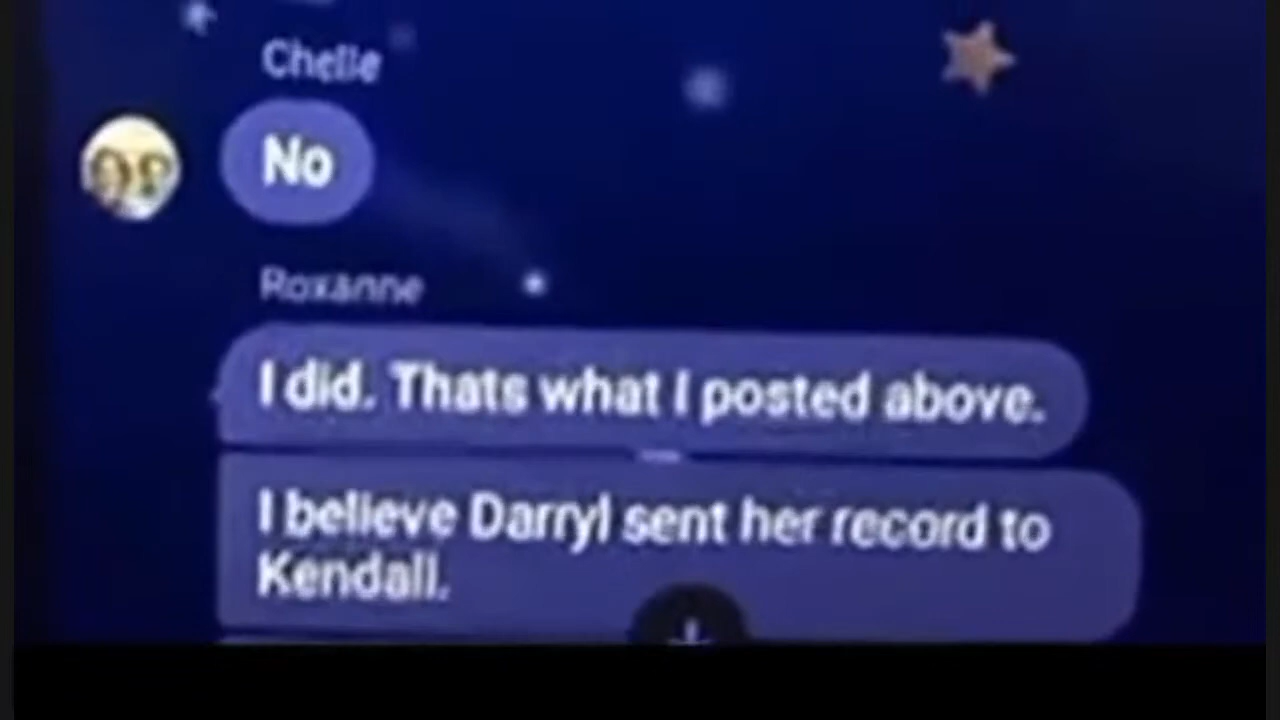 Chelle
No
Roxanne
I did. Thats what I posted above.
I believe Darryl sent her record to
Kendall.